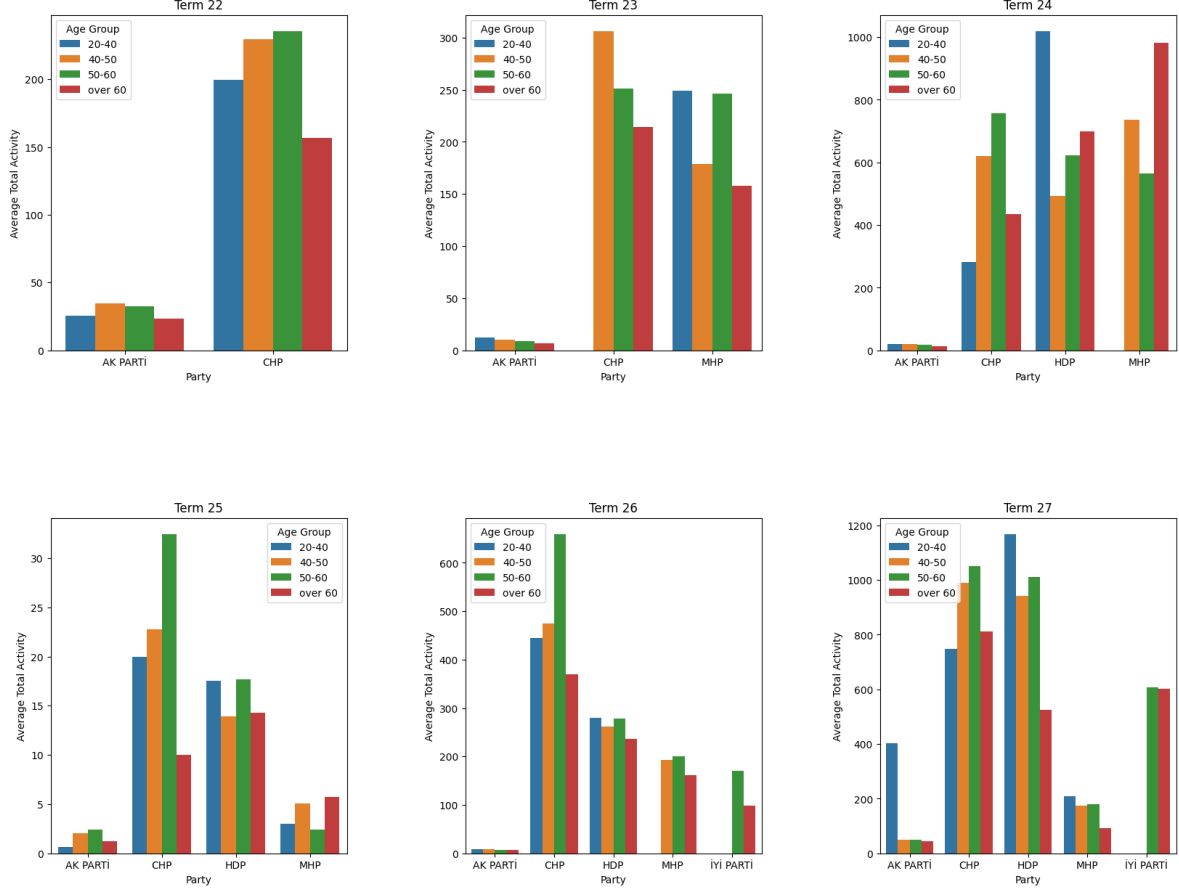 Term 22
Age Group
20-40
40-50
50-60
over 60
200
150
100
50
0
Average Total Activity
AK PARTİ
CHP
Party
Term 23
Age Group
20-40
40-50
50-60
over 60
300
250
200
150
100
50
0
Average Total Activity
AK PARTİ
CHP
MHP
Party
Term 24
Age Group
20-40
40-50
50-60
over 60
1000
800
600
400
200
0
Average Total Activity
AK PARTİ
CHP
HDP
MHP
Party
Term 25
Age Group
20-40
40-50
50-60
over 60
30
25
20
15
10
5
0
Average Total Activity
AK PARTİ
CHP
HDP
MHP
Party
Term 26
Age Group
20-40
40-50
50-60
over 60
600
500
400
300
200
100
0
Average Total Activity
AK PARTİ
CHP
HDP
MHP
İYİ PARTİ
Party
Term 27
Age Group
20-40
40-50
50-60
over 60
1200
1000
800
600
400
200
0
Average Total Activity
AK PARTİ
CHP
HDP
MHP
İYİ PARTİ
Party